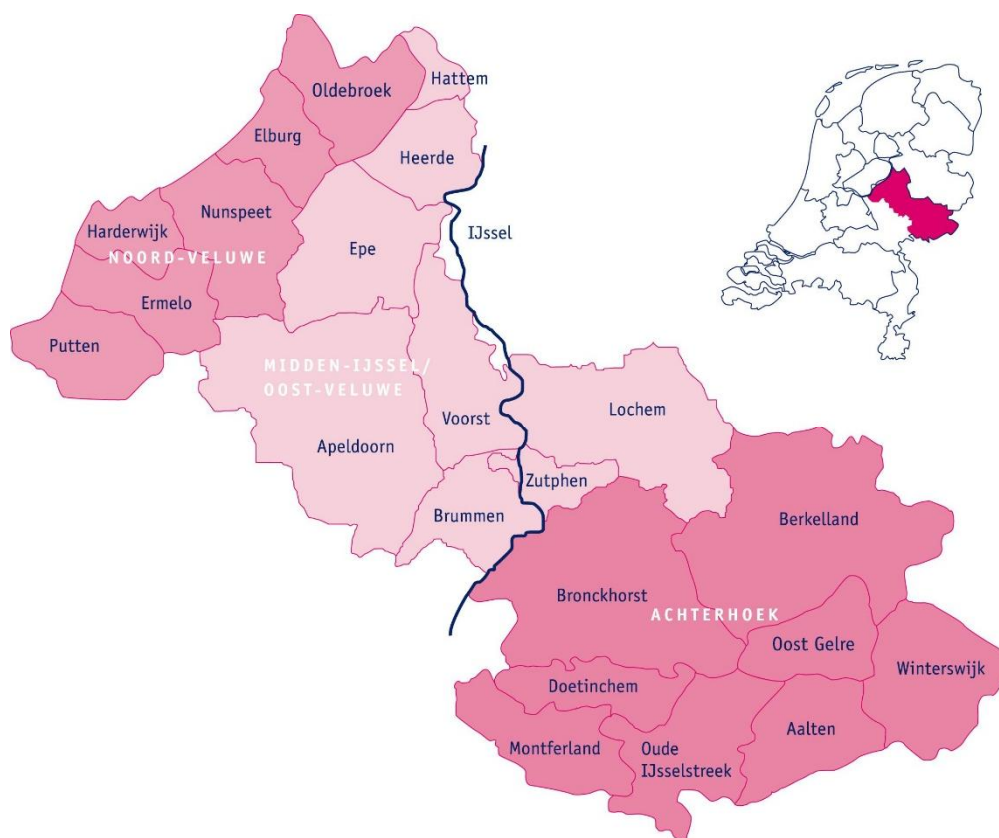 Hattem
Oldebroek
Elburg
Heerde
Nunspeet
Harderwijk
IJssel
Epe
NOORD-VELUWE
Ermelo
Putten
MIDDEN-IJSSEL/
OOST-VELUWE
Lochem
Voorst
Apeldoorn
Zutphen
Brummen
Berkelland
Bronckhorst
ACHTERHOEK
Oost Gelre
Winterswijk
Doetinchem
Aalten
Montferland
Oude
IJsselstreek